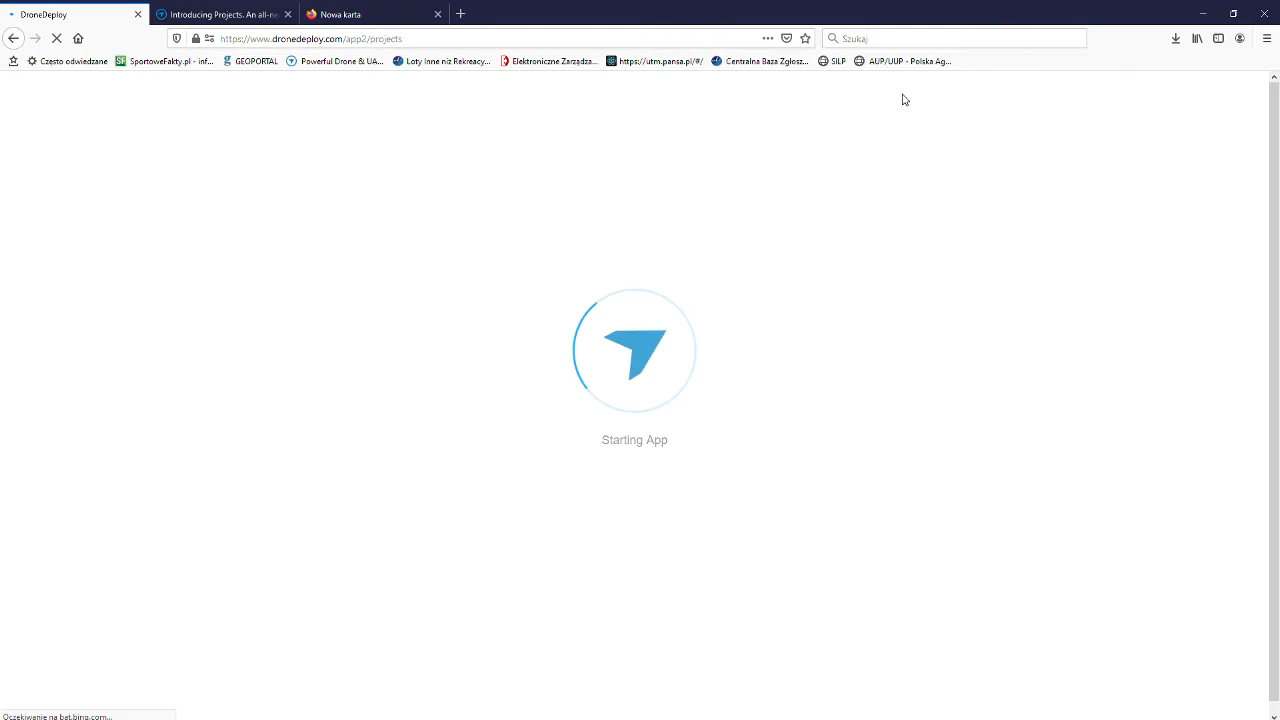 DroneDeploy
Introducing Projects. An all-ne
Nowa karta
https://www.dronedeploy.com/app2/projects
Szukaj
Często odwiedzane
SportoweFakty.pl - inf...
GEOPORTAL
Powerful Drone & UA...
Loty Inne niż Rekreacy...
Elektroniczne Zarządza...
https://utm.pansa.pl/#/
Centralna Baza Zgłosz...
SILP
AUP/UUP - Polska Ag...
Starting App
Oczekiwanie na bat.bing.com...